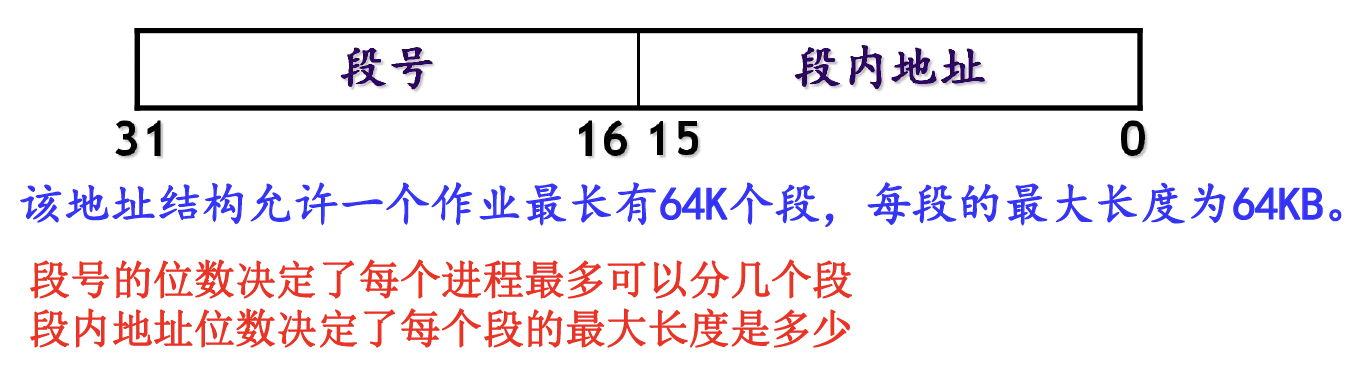 段号 段内地址
31 16 15 0
该地址结构允许一个作业最长有64K个段，每段的最大长度为64KB。
段号的位数决定了每个进程最多可以分几个段
段内地址位数决定了每个段的最大长度是多少